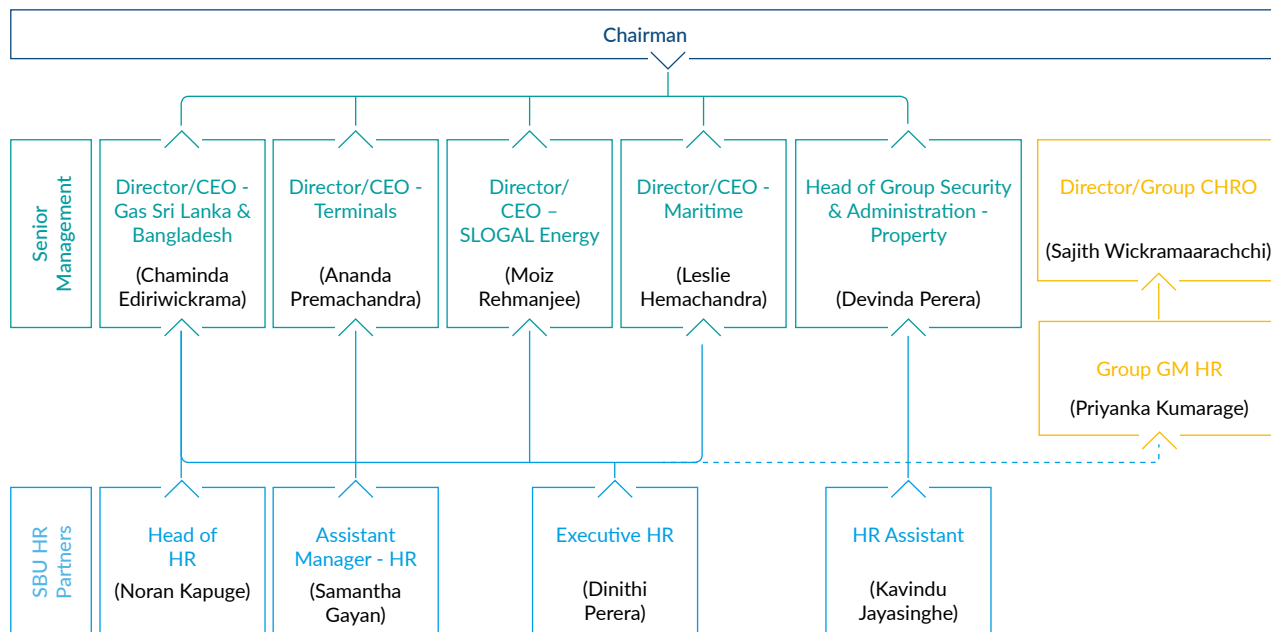 Chairman
Senior
Management
Director/CEO -
Gas Sri Lanka &
Bangladesh
(Chaminda
Ediriwickrama)
Director/CEO -
Terminals
(Ananda
Premachandra)
Director/
CEO –
SLOGAL Energy
(Moiz
Rehmanjee)
Director/CEO -
Maritime
(Leslie
Hemachandra)
Head of Group Security
& Administration -
Property
(Devinda Perera)
Director/Group CHRO
(Sajith Wickramaarachchi)
Group GM HR
(Priyanka Kumarage)
SBU HR
Partners
Head of
HR
(Noran Kapuge)
Assistant
Manager - HR
(Samantha
Gayan)
Executive HR
(Dinithi
Perera)
HR Assistant
(Kavindu
Jayasinghe)